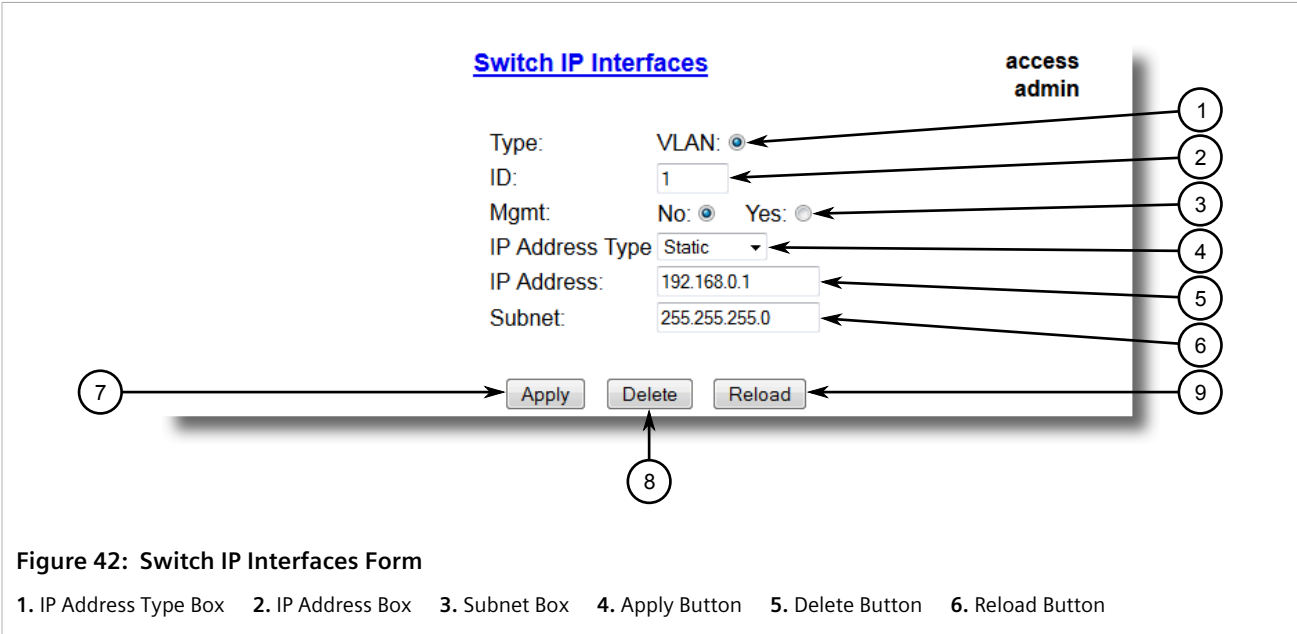 Switch IP Interfaces
access
admin
Type: VLAN:
ID: 1
Mgmt: No: Yes:
IP Address Type Static
IP Address: 192.168.0.1
Subnet: 255.255.255.0
Apply Delete Reload
1
2
3
4
5
6
7
9
8
Figure 42: Switch IP Interfaces Form
1. IP Address Type Box 2. IP Address Box 3. Subnet Box 4. Apply Button 5. Delete Button 6. Reload Button